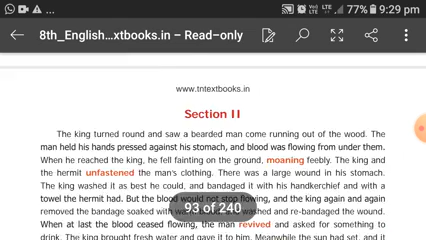 77% 9:29 pm
8th_English...xtbooks.in – Read-only
www.tntextbooks.in
Section II
The king turned round and saw a bearded man come running out of the wood. The
man held his hands pressed against his stomach, and blood was flowing from under them.
When he reached the king, he fell fainting on the ground, moaning feebly. The king and
the hermit unfastened the man's clothing. There was a large wound in his stomach.
The king washed it as best he could, and bandaged it with his handkerchief and with a
towel the hermit had. But the blood would not stop flowing, and the king again and again
removed the bandage soaked with warm blood, and washed and re-bandaged the wound.
When at last the blood ceased flowing, the man revived and asked for something to
drink. The king brought fresh water and gave it to him. Meanwhile the sun had set, and it
93 of 240